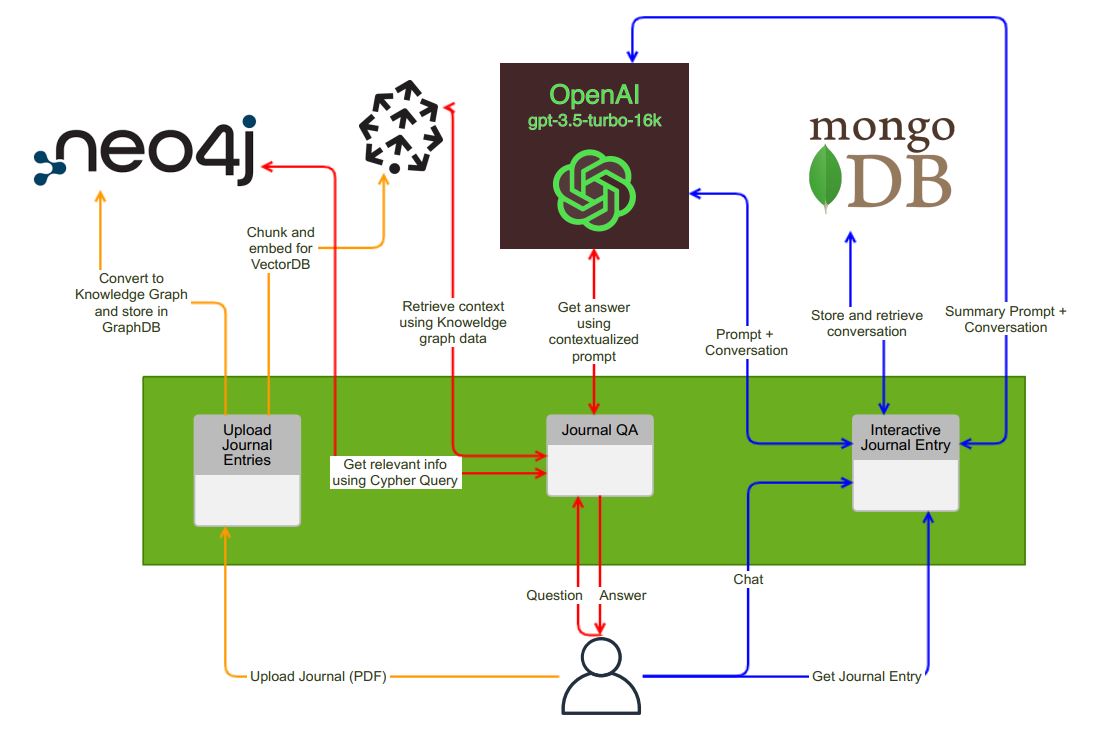 OpenAI
gpt-3.5-turbo-16k
neo4j
mongo
DB
Chunk and
embed for
VectorDB
Convert to
Knowledge Graph
and store in
GraphDB
Retrieve context
using Knoweldge
graph data
Get answer
using
contextualized
prompt
Prompt +
Conversation
Store and retrieve
conversation
Summary Prompt +
Conversation
Upload
Journal
Entries
Journal QA
Interactive
Journal Entry
Get relevant info
using Cypher Query
Chat
Question
Answer
Upload Journal (PDF)
Get Journal Entry